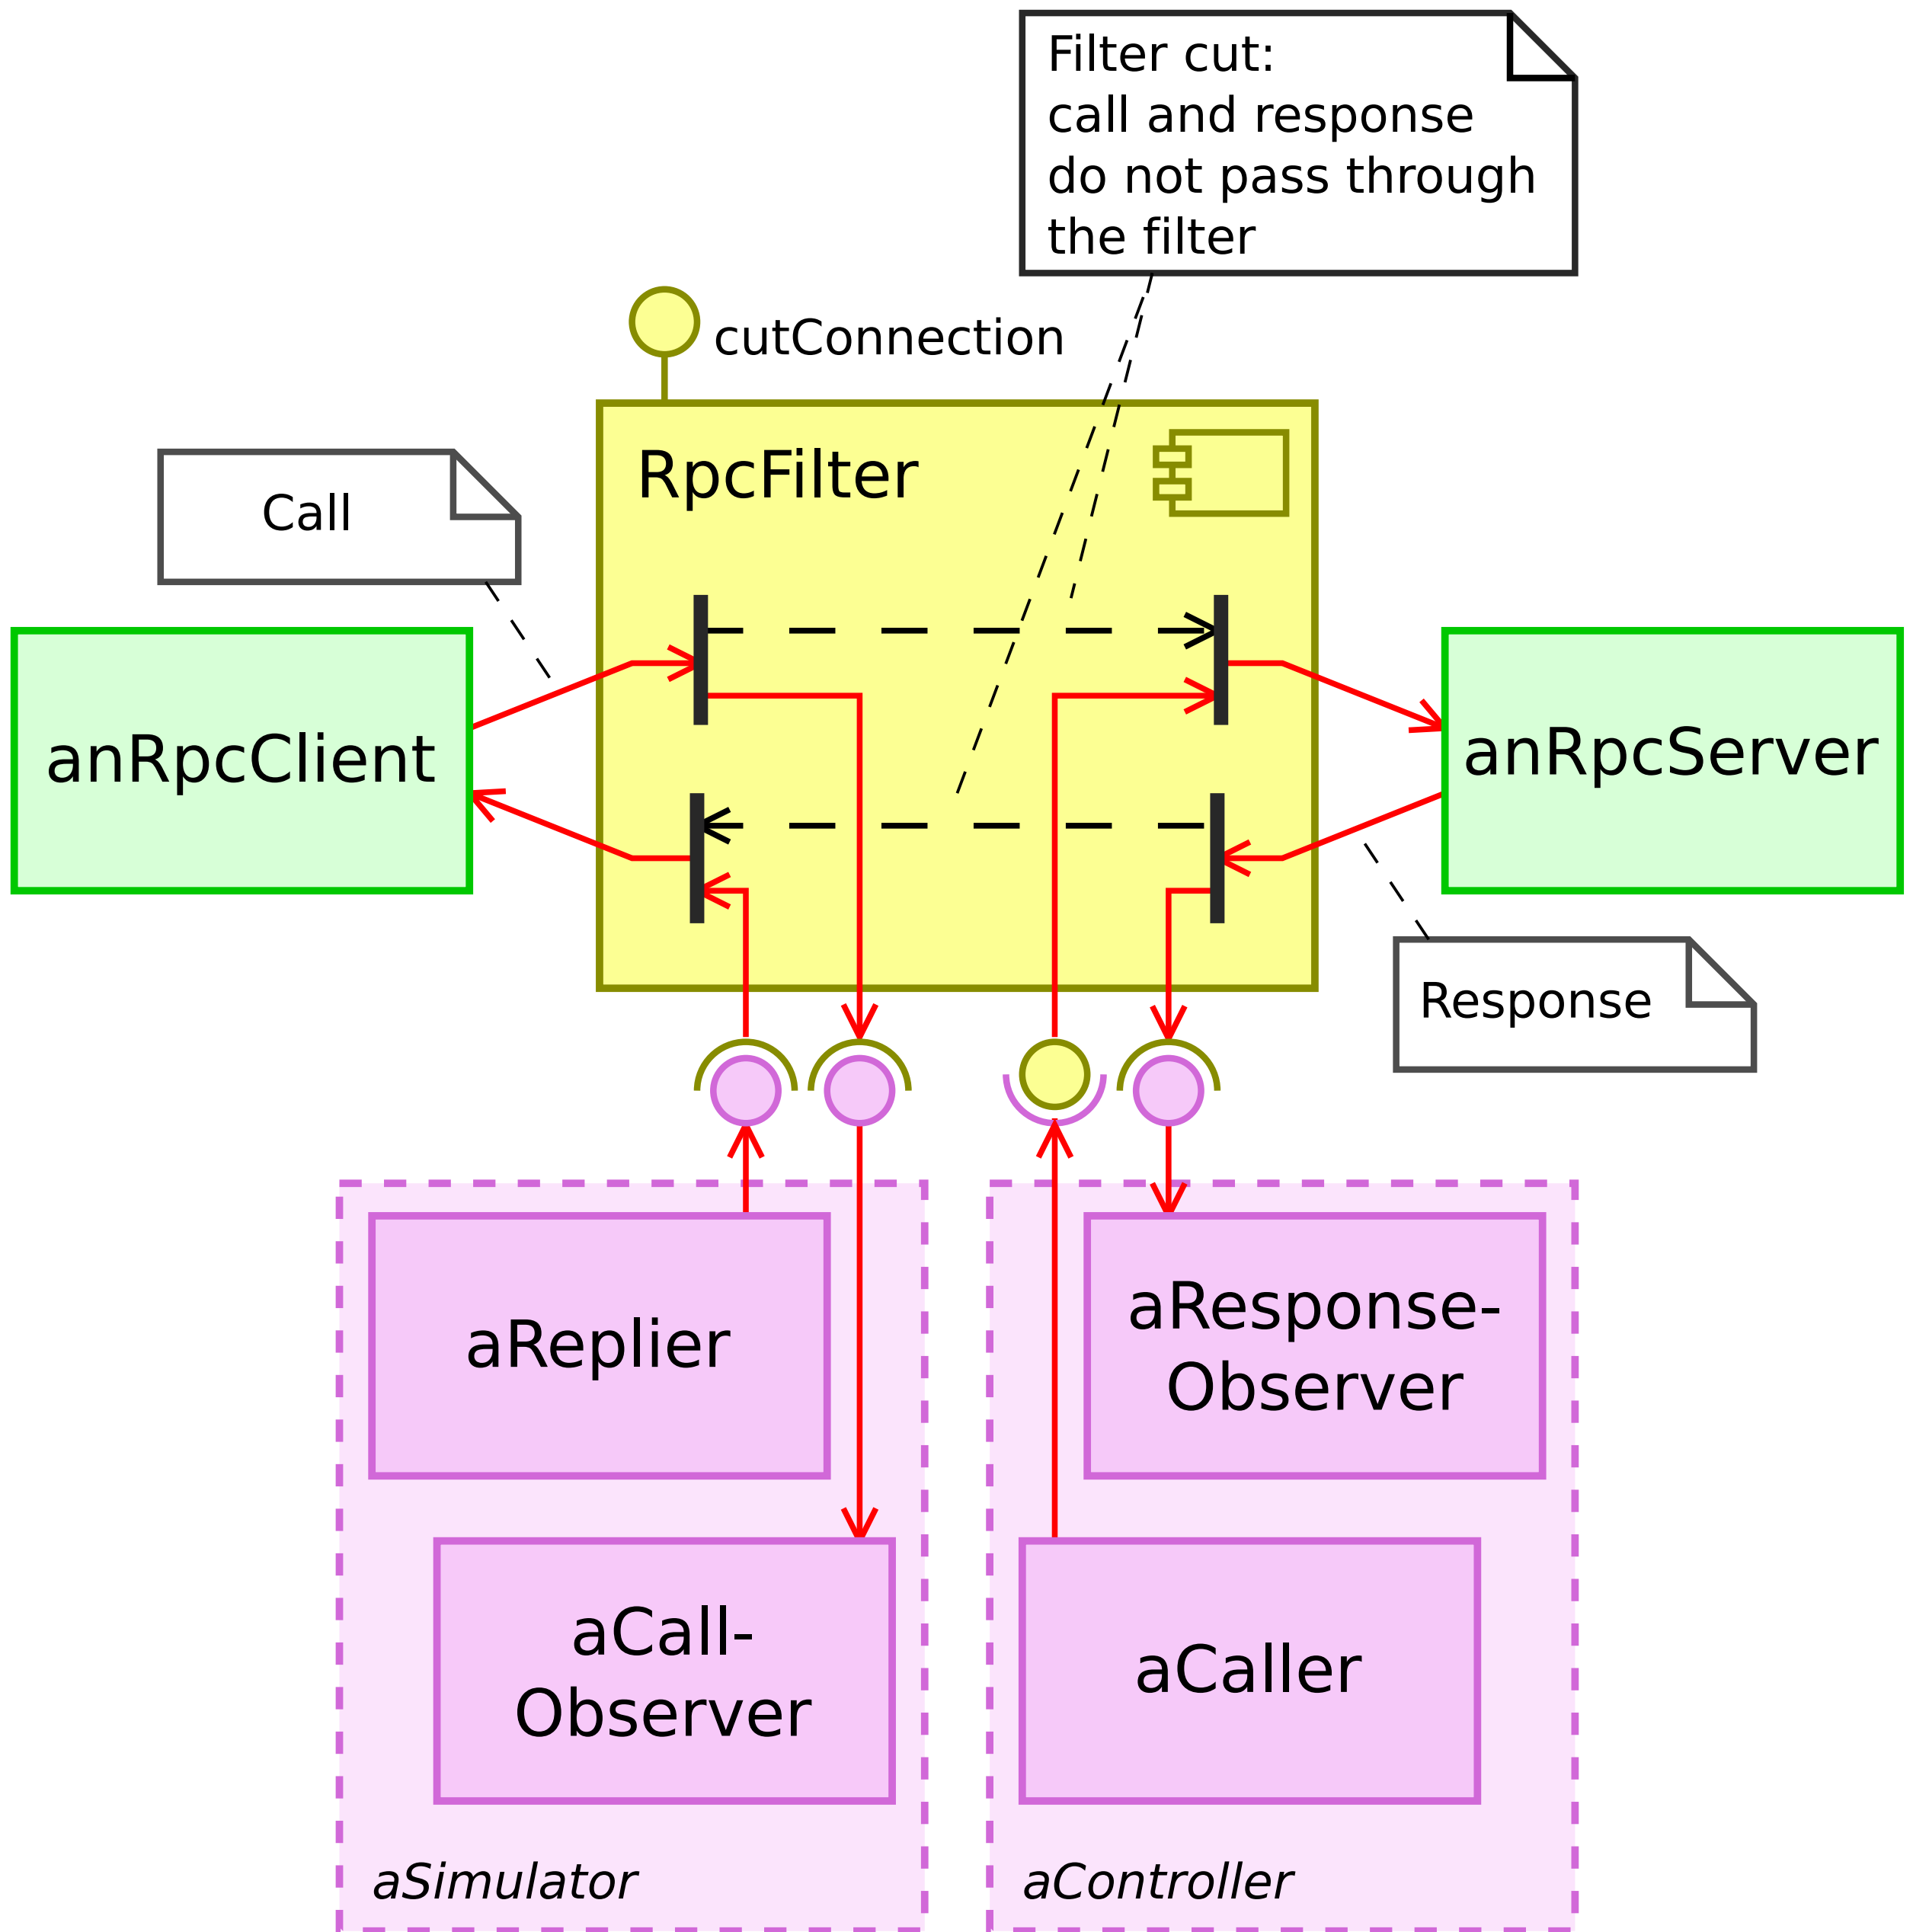 Filter cut:
call and response
do not pass through
the filter
cutConnection
RpcFilter
Call
anRpcClient
anRpcServer
Response
aReplier
aResponse-
Observer
aCall-
Observer
aCaller
aSimulator
aController